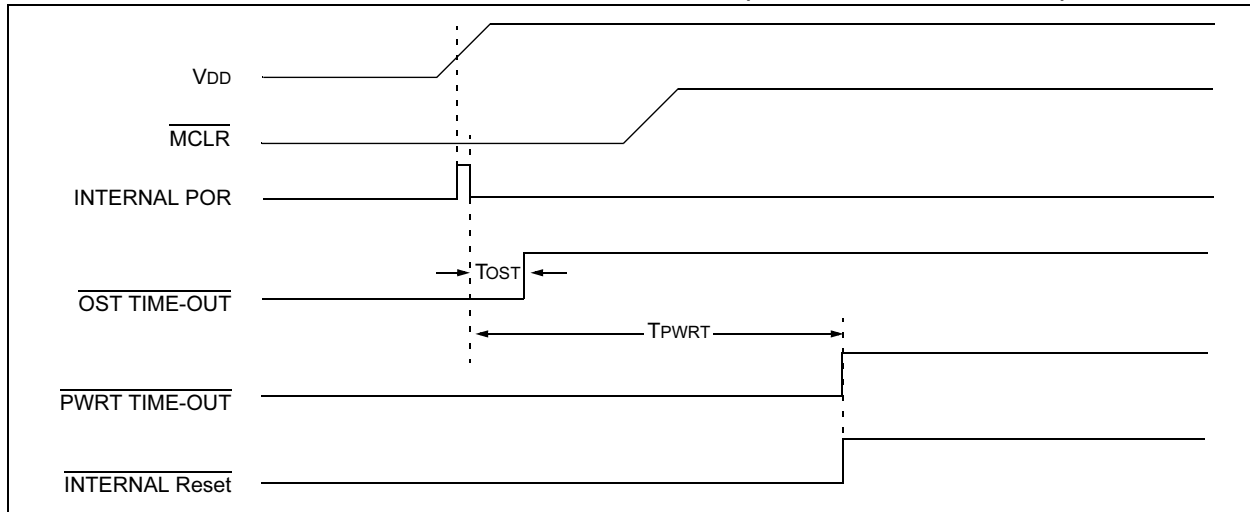 VDD
MCLR
INTERNAL POR
TOST
OST TIME-OUT
TPWRT
PWRT TIME-OUT
INTERNAL Reset